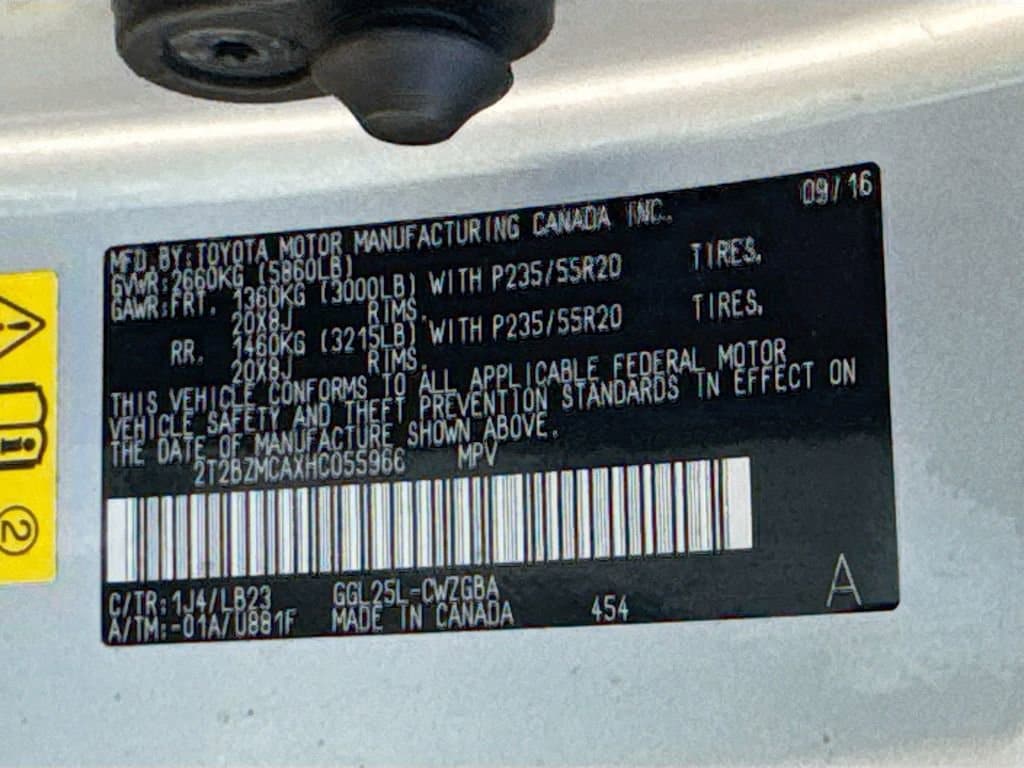 09/16
MFD.BY:TOYOTA MOTOR MANUFACTURING CANADA INC.
GVWR:2660KG (5860LB)
GAWR:FRT. 1360KG (3000LB) WITH P235/55R20 TIRES,
20X8J RIMS.
RR. 1460KG (3215LB) WITH P235/55R20 TIRES,
20X8J RIMS.
THIS VEHICLE CONFORMS TO ALL APPLICABLE FEDERAL MOTOR
VEHICLE SAFETY AND THEFT PREVENTION STANDARDS IN EFFECT ON
THE DATE OF MANUFACTURE SHOWN ABOVE.
2T2BZMCAXHC055966 MPV
C/TR:1J4/LB23 GGL25L-CWZGBA
A/TM:-01A/U881F MADE IN CANADA 454
A
2